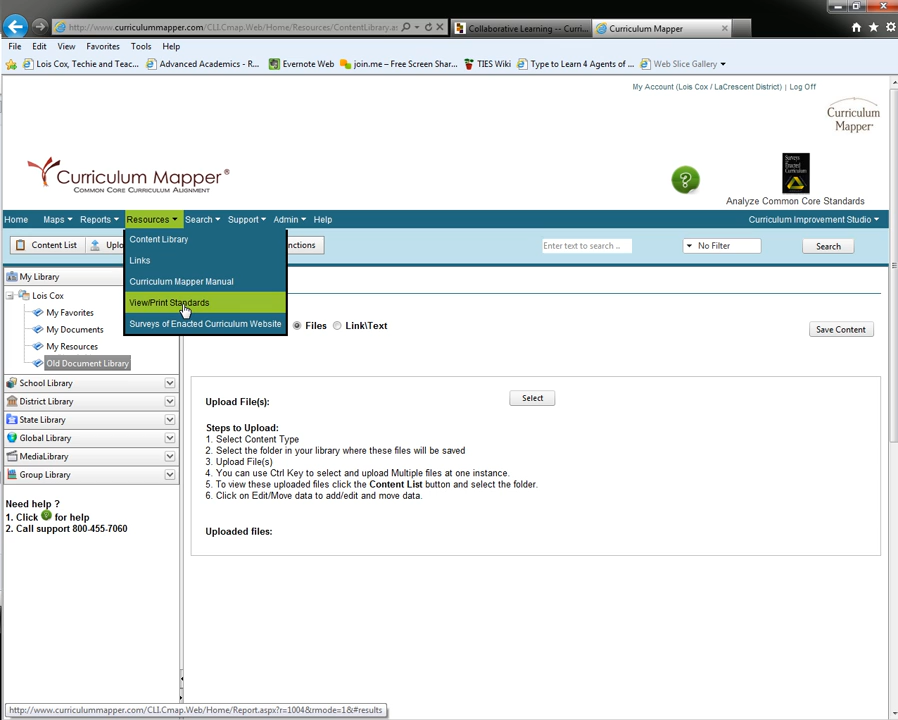 http://www.curriculummapper.com/CLI.Cmap.Web/Home/Resources/ContentLibrary.as
Collaborative Learning -- Curri...
Curriculum Mapper
File Edit View Favorites Tools Help
Lois Cox, Techie and Teac...
Advanced Academics - R...
Evernote Web
join.me – Free Screen Shar...
TIES Wiki
Type to Learn 4 Agents of ...
Web Slice Gallery
My Account (Lois Cox / LaCrescent District) | Log Off
Curriculum
Mapper
Curriculum Mapper®
COMMON CORE CURRICULUM ALIGNMENT
?
Surveys
of
Enacted
Curriculum
Analyze Common Core Standards
Home Maps Reports Resources Search Support Admin Help Curriculum Improvement Studio
Content List
Uplo
nctions
Enter text to search ..
No Filter
Search
Content Library
Links
Curriculum Mapper Manual
View/Print Standards
Surveys of Enacted Curriculum Website
My Library
Lois Cox
My Favorites
My Documents
My Resources
Old Document Library
School Library
District Library
State Library
Global Library
MediaLibrary
Group Library
Need help ?
1. Click ? for help
2. Call support 800-455-7060
Files Link\Text
Save Content
Upload File(s): Select
Steps to Upload:
1. Select Content Type
2. Select the folder in your library where these files will be saved
3. Upload File(s)
4. You can use Ctrl Key to select and upload Multiple files at one instance.
5. To view these uploaded files click the Content List button and select the folder.
6. Click on Edit/Move data to add/edit and move data.
Uploaded files:
http://www.curriculummapper.com/CLI.Cmap.Web/Home/Report.aspx?r=1004&rrmode=1&#results